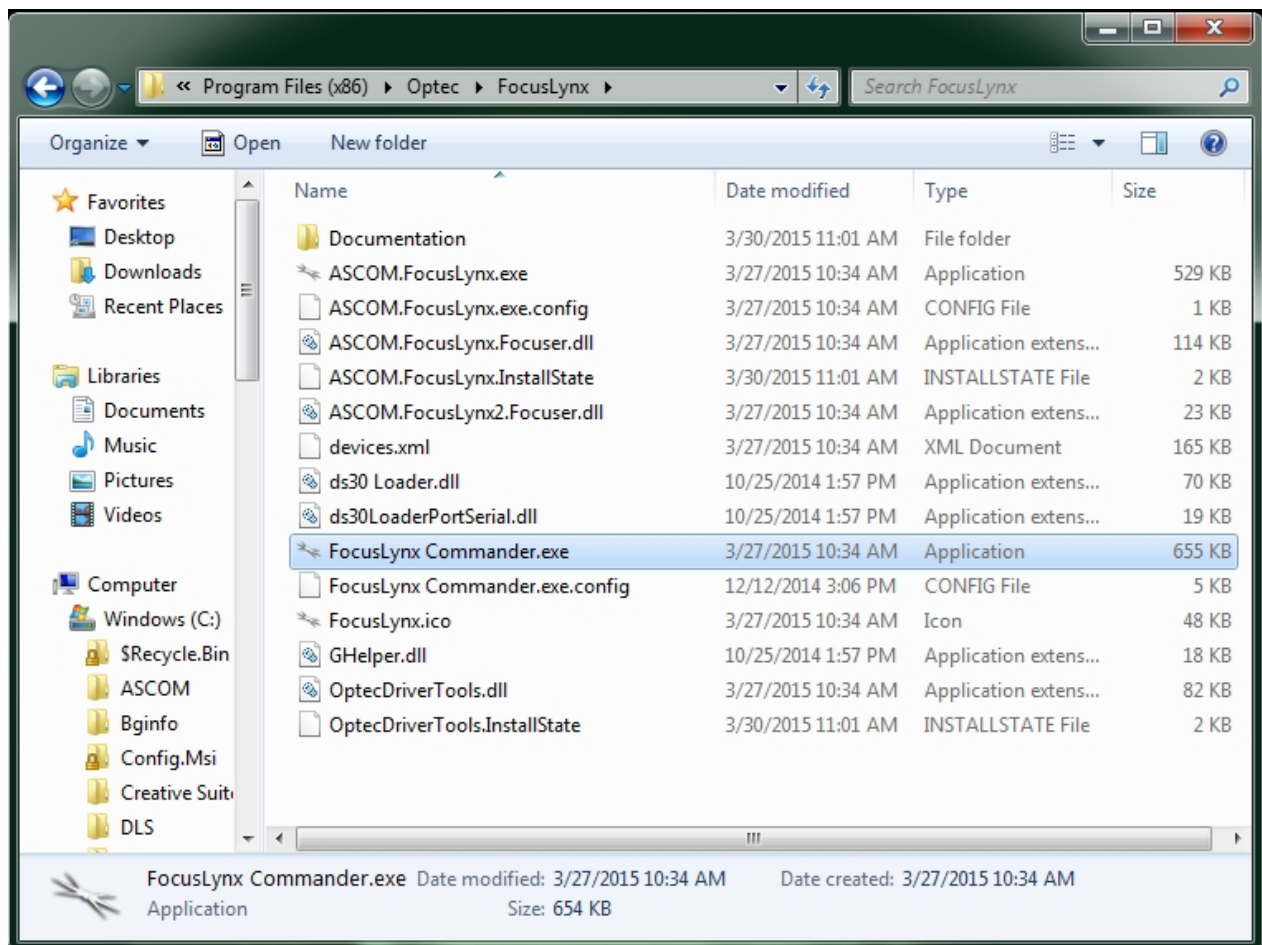 « Program Files (x86) ▸ Optec ▸ FocusLynx ▸ Search FocusLynx
Organize Open New folder
Favorites
Desktop
Downloads
Recent Places
Libraries
Documents
Music
Pictures
Videos
Computer
Windows (C:)
$Recycle.Bin
ASCOM
Bginfo
Config.Msi
Creative Suit
DLS
Name Date modified Type Size
Documentation 3/30/2015 11:01 AM File folder
ASCOM.FocusLynx.exe 3/27/2015 10:34 AM Application 529 KB
ASCOM.FocusLynx.exe.config 3/27/2015 10:34 AM CONFIG File 1 KB
ASCOM.FocusLynx.Focuser.dll 3/27/2015 10:34 AM Application extens... 114 KB
ASCOM.FocusLynx.InstallState 3/30/2015 11:01 AM INSTALLSTATE File 2 KB
ASCOM.FocusLynx2.Focuser.dll 3/27/2015 10:34 AM Application extens... 23 KB
devices.xml 3/27/2015 10:34 AM XML Document 165 KB
ds30 Loader.dll 10/25/2014 1:57 PM Application extens... 70 KB
ds30LoaderPortSerial.dll 10/25/2014 1:57 PM Application extens... 19 KB
FocusLynx Commander.exe 3/27/2015 10:34 AM Application 655 KB
FocusLynx Commander.exe.config 12/12/2014 3:06 PM CONFIG File 5 KB
FocusLynx.ico 3/27/2015 10:34 AM Icon 48 KB
GHelper.dll 10/25/2014 1:57 PM Application extens... 18 KB
OptecDriverTools.dll 3/27/2015 10:34 AM Application extens... 82 KB
OptecDriverTools.InstallState 3/30/2015 11:01 AM INSTALLSTATE File 2 KB
FocusLynx Commander.exe Date modified: 3/27/2015 10:34 AM Date created: 3/27/2015 10:34 AM
Application Size: 654 KB